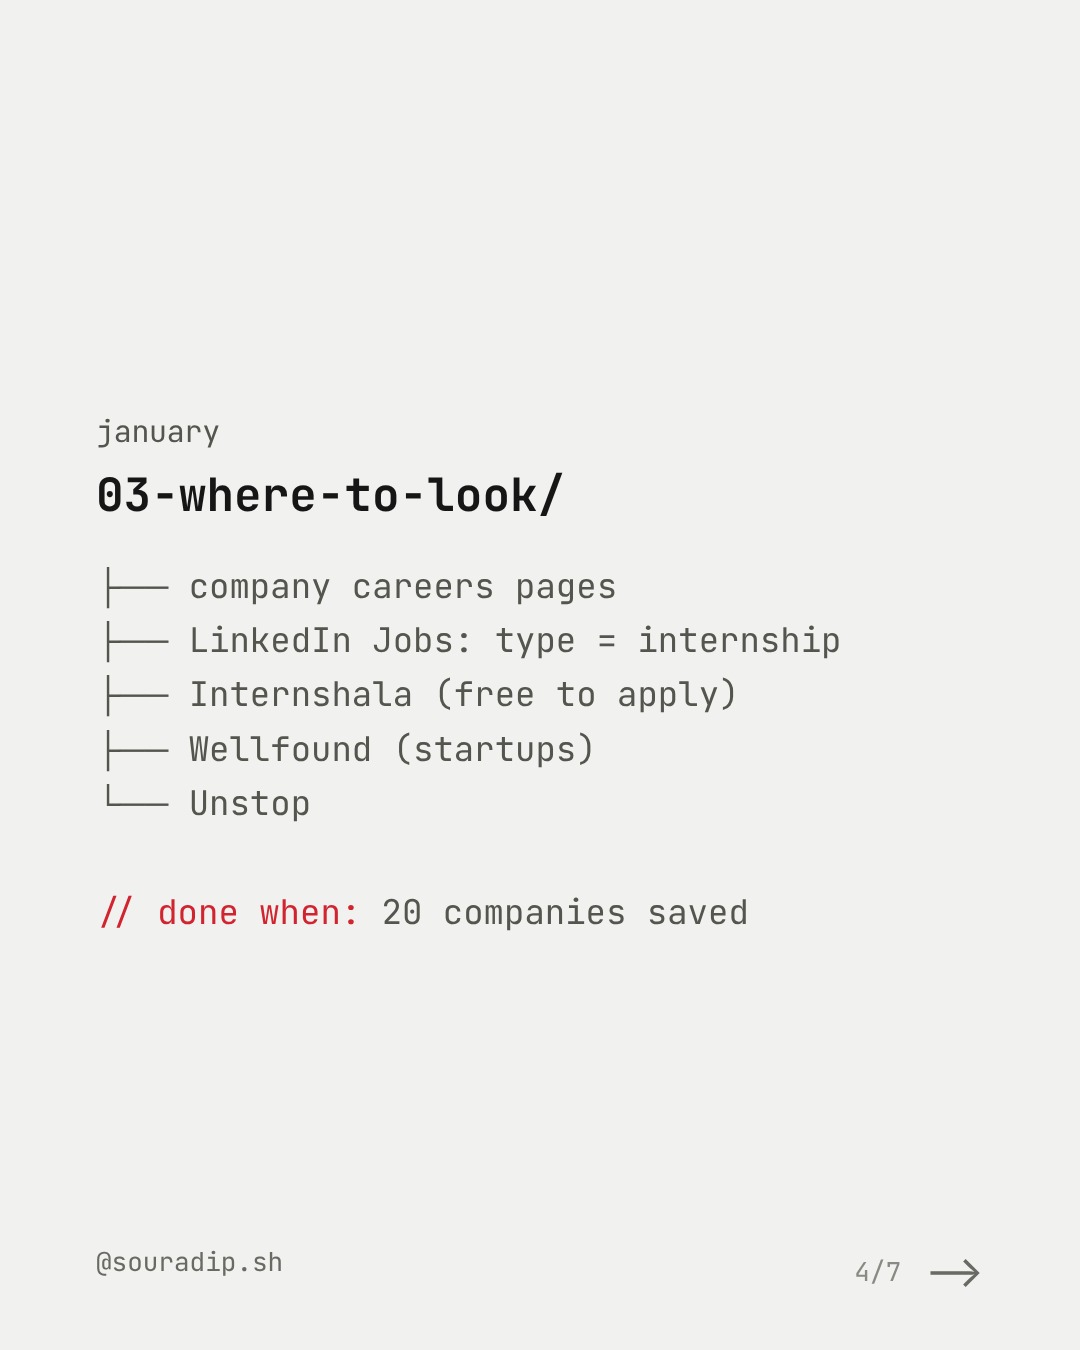 january
03-where-to-look/
├── company careers pages
├── LinkedIn Jobs: type = internship
├── Internshala (free to apply)
├── Wellfound (startups)
└── Unstop
// done when: 20 companies saved
@souradip.sh
4/7 →